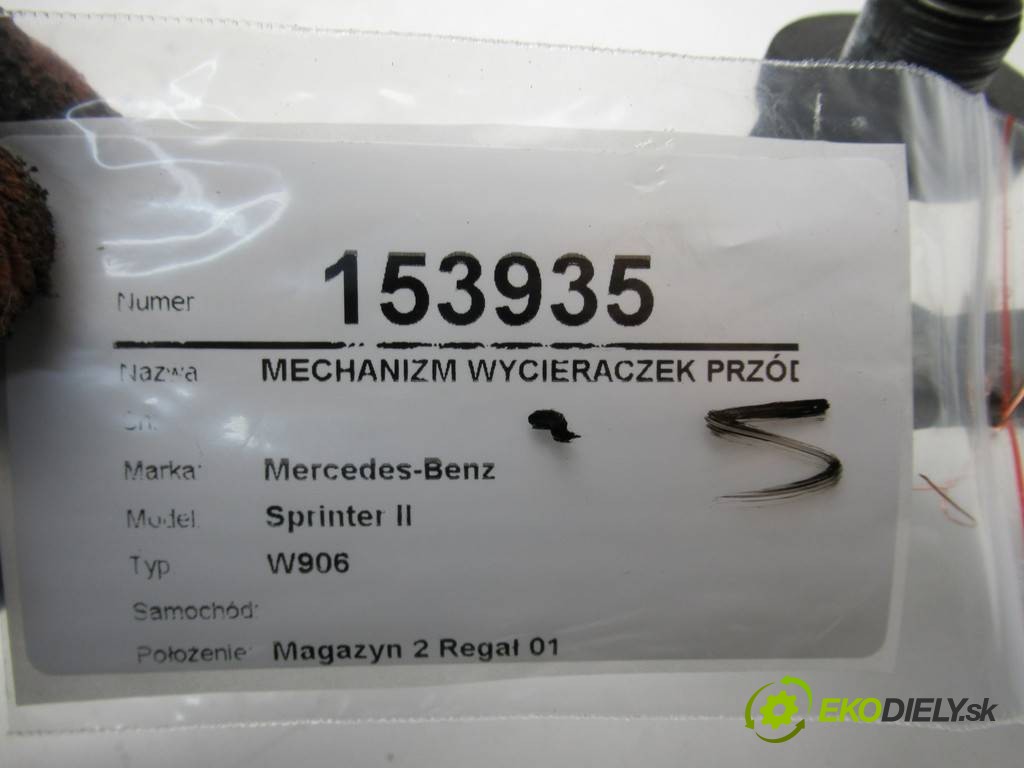 Numer 153935
Nazwa MECHANIZM WYCIERACZEK PRZÓD
Marka: Mercedes-Benz
Model: Sprinter II
Typ W906
Samochód:
Położenie: Magazyn 2 Regał 01
5
EKODIELY.sk